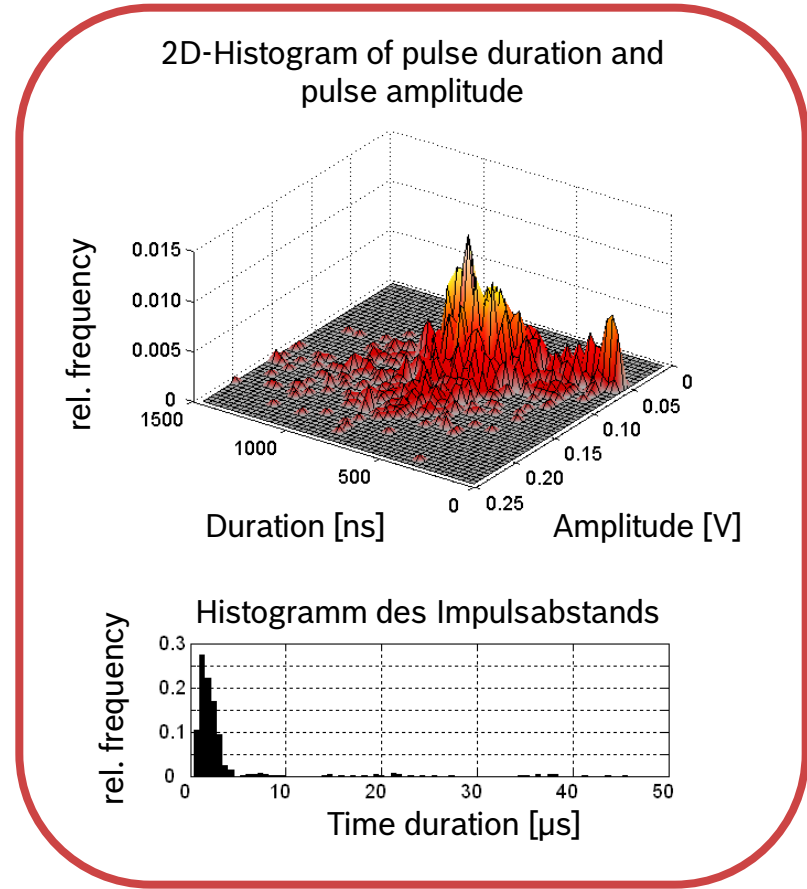 2D-Histogram of pulse duration and
pulse amplitude
rel. frequency
0.015
0.010
0.005
0
1500
1000
500
0
0.25
0.20
0.15
0.10
0.05
0
Duration [ns]
Amplitude [V]
Histogramm des Impulsabstands
rel. frequency
0.3
0.2
0.1
0
0 10 20 30 40 50
Time duration [µs]